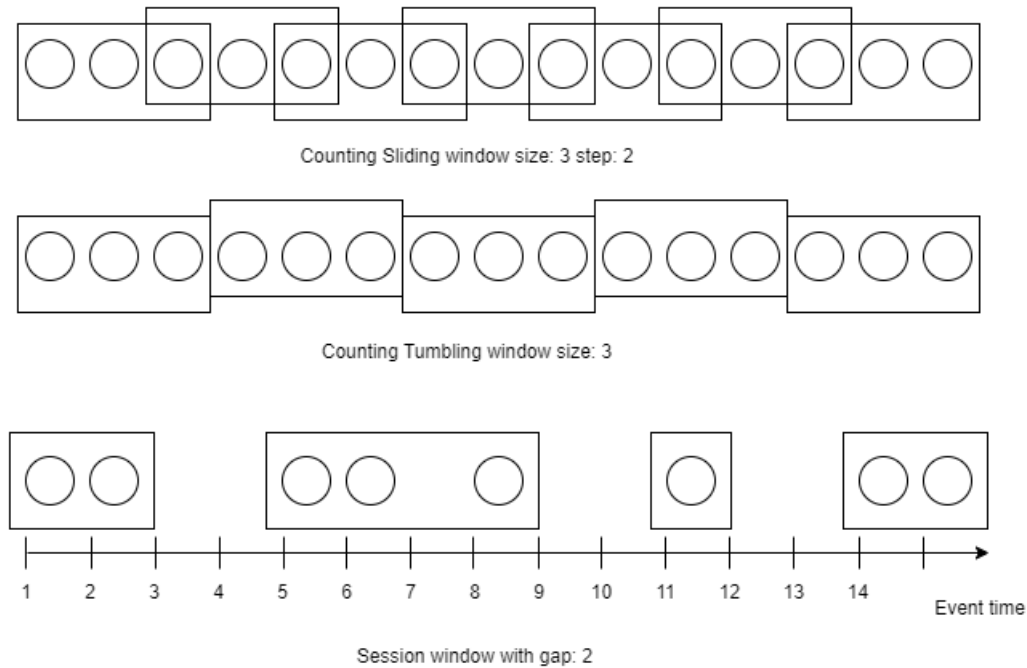 Counting Sliding window size: 3 step: 2
Counting Tumbling window size: 3
1 2 3 4 5 6 7 8 9 10 11 12 13 14
Event time
Session window with gap: 2